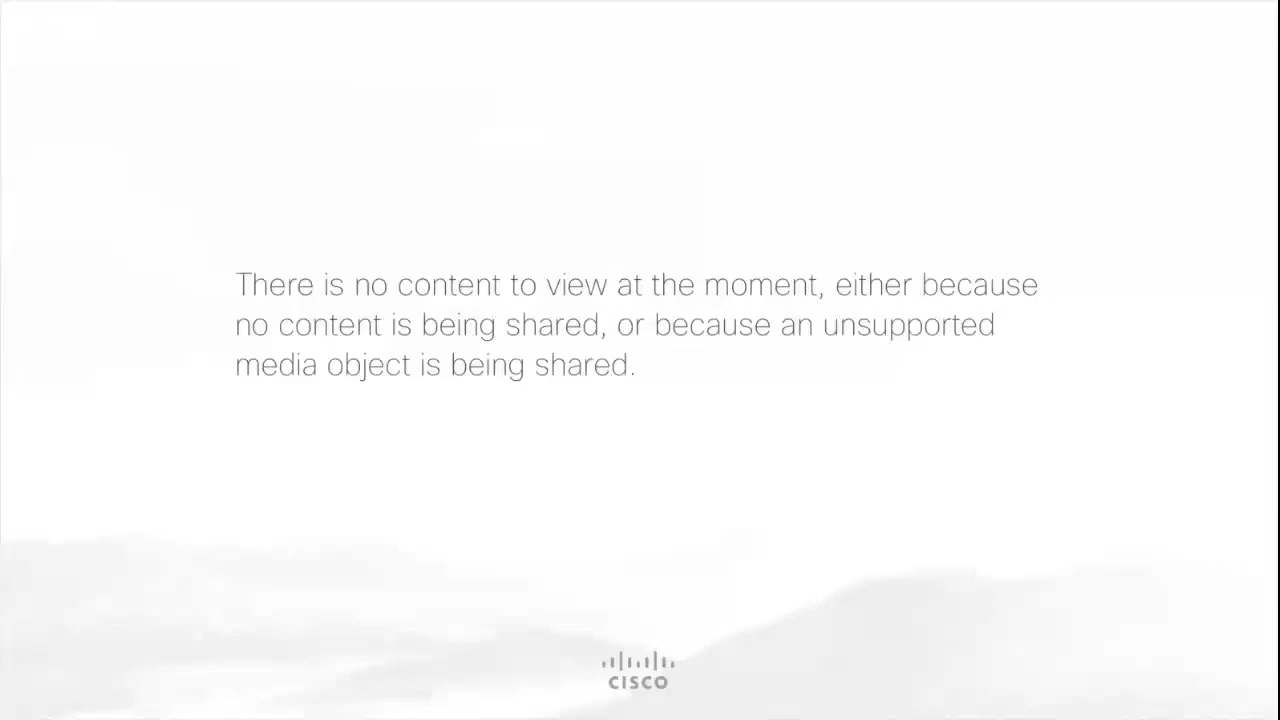 There is no content to view at the moment, either because
no content is being shared, or because an unsupported
media object is being shared.
CISCO